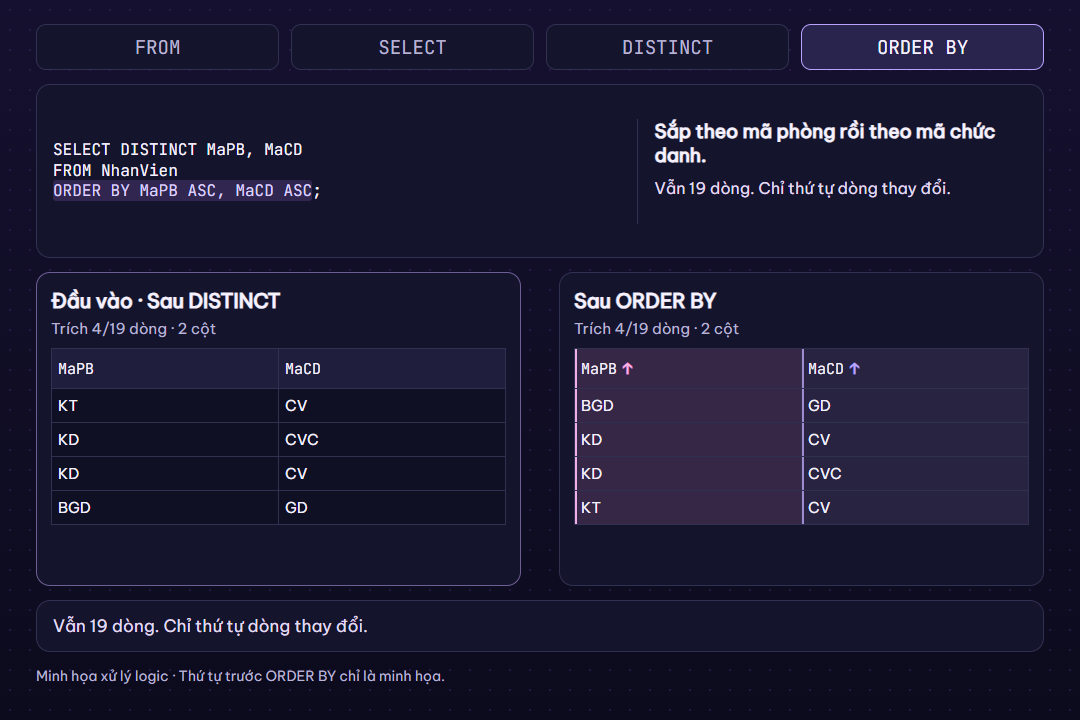 FROM
SELECT
DISTINCT
ORDER BY
SELECT DISTINCT MaPB, MaCD
FROM NhanVien
ORDER BY MaPB ASC, MaCD ASC;
Sắp theo mã phòng rồi theo mã chức
danh.
Vẫn 19 dòng. Chỉ thứ tự dòng thay đổi.
Đầu vào · Sau DISTINCT
Trích 4/19 dòng · 2 cột
MaPB MaCD
KT CV
KD CVC
KD CV
BGD GD
Sau ORDER BY
Trích 4/19 dòng · 2 cột
MaPB ↑ MaCD ↑
BGD GD
KD CV
KD CVC
KT CV
Vẫn 19 dòng. Chỉ thứ tự dòng thay đổi.
Minh họa xử lý logic · Thứ tự trước ORDER BY chỉ là minh họa.